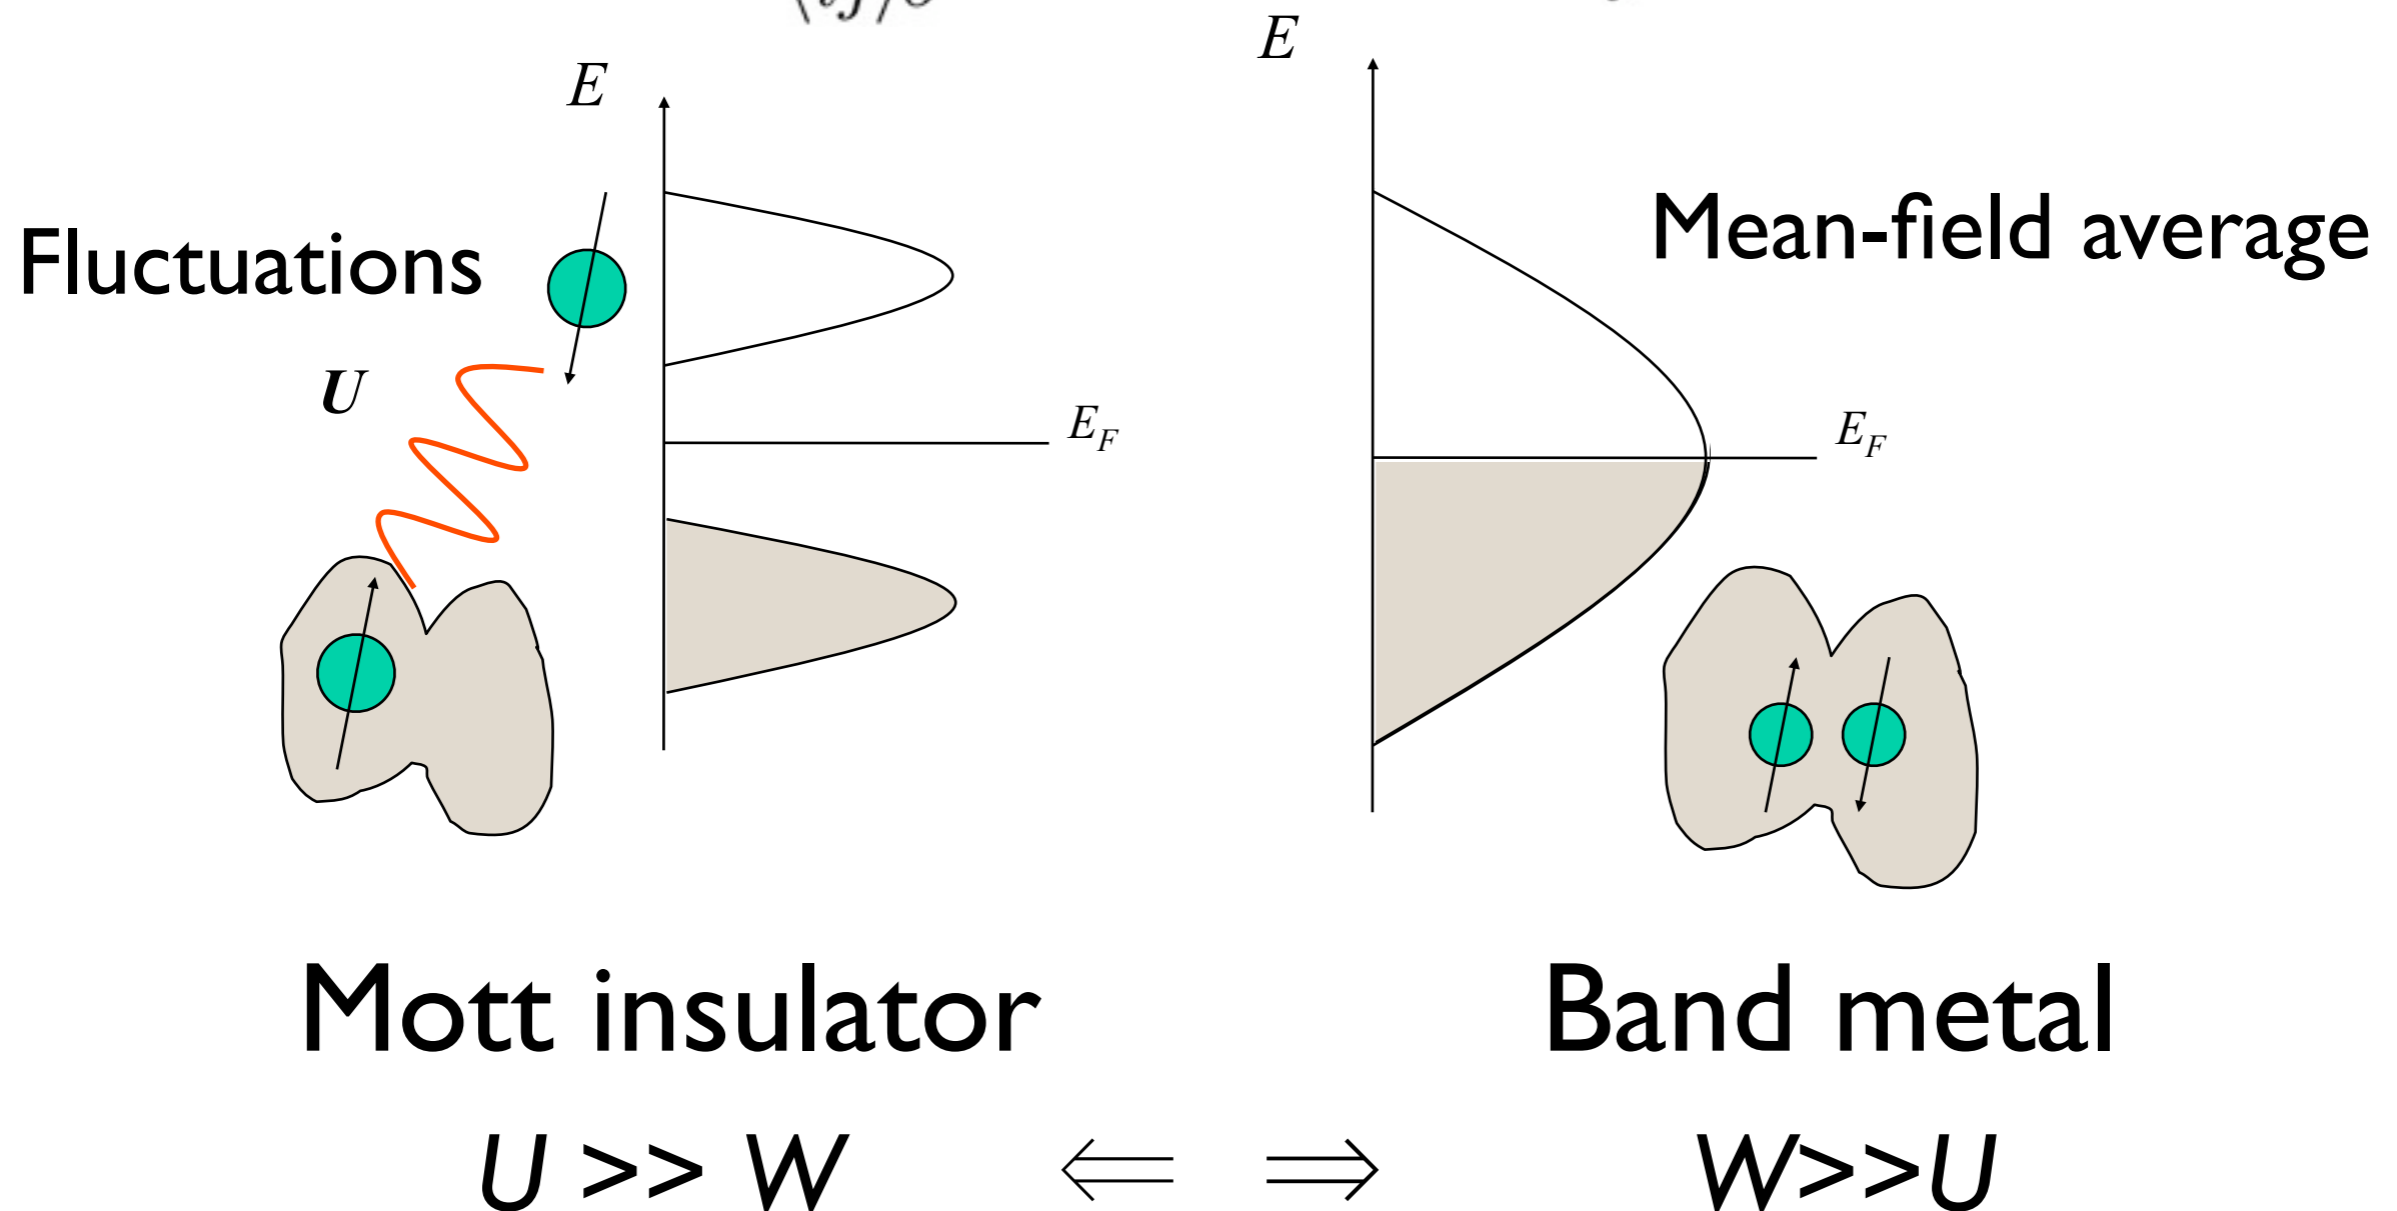 E
E
Fluctuations
Mean-field average
U
E_F
E_F
Mott insulator
Band metal
U >> W
⇐ ⇒
W>>U